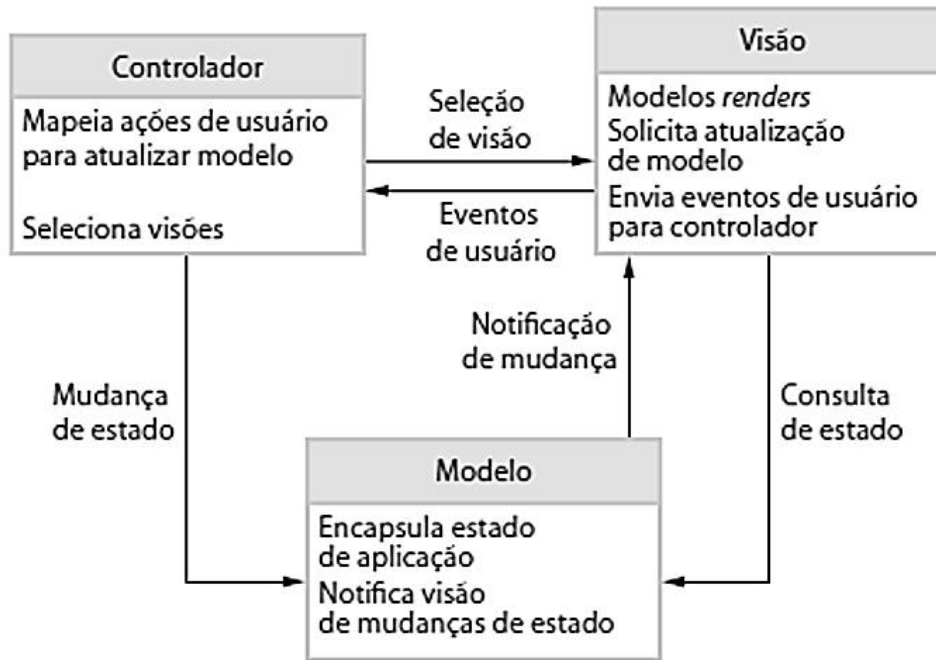 Controlador
Mapeia ações de usuário
para atualizar modelo
Seleciona visões
Seleção
de visão
Eventos
de usuário
Visão
Modelos renders
Solicita atualização
de modelo
Envia eventos de usuário
para controlador
Mudança
de estado
Notificação
de mudança
Consulta
de estado
Modelo
Encapsula estado
de aplicação
Notifica visão
de mudanças de estado